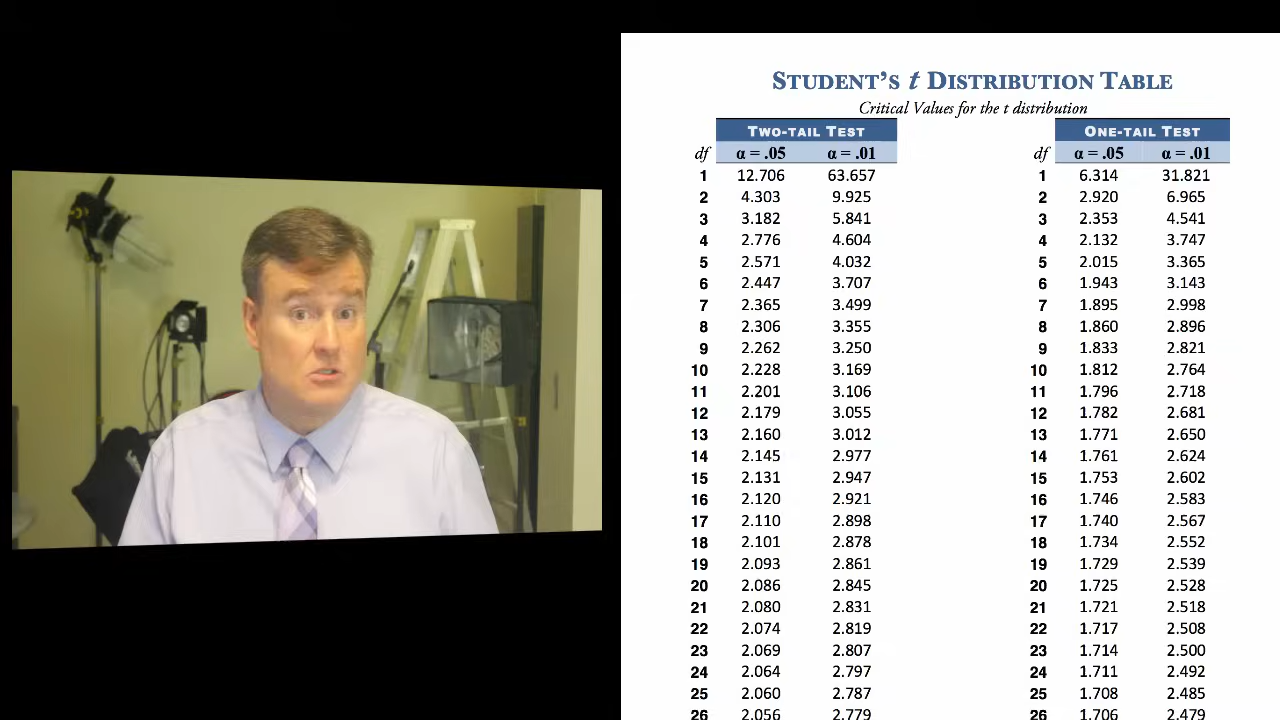 STUDENT'S t DISTRIBUTION TABLE
Critical Values for the t distribution
TWO-TAIL TEST ONE-TAIL TEST
df α = .05 α = .01 df α = .05 α = .01
1 12.706 63.657 1 6.314 31.821
2 4.303 9.925 2 2.920 6.965
3 3.182 5.841 3 2.353 4.541
4 2.776 4.604 4 2.132 3.747
5 2.571 4.032 5 2.015 3.365
6 2.447 3.707 6 1.943 3.143
7 2.365 3.499 7 1.895 2.998
8 2.306 3.355 8 1.860 2.896
9 2.262 3.250 9 1.833 2.821
10 2.228 3.169 10 1.812 2.764
11 2.201 3.106 11 1.796 2.718
12 2.179 3.055 12 1.782 2.681
13 2.160 3.012 13 1.771 2.650
14 2.145 2.977 14 1.761 2.624
15 2.131 2.947 15 1.753 2.602
16 2.120 2.921 16 1.746 2.583
17 2.110 2.898 17 1.740 2.567
18 2.101 2.878 18 1.734 2.552
19 2.093 2.861 19 1.729 2.539
20 2.086 2.845 20 1.725 2.528
21 2.080 2.831 21 1.721 2.518
22 2.074 2.819 22 1.717 2.508
23 2.069 2.807 23 1.714 2.500
24 2.064 2.797 24 1.711 2.492
25 2.060 2.787 25 1.708 2.485
26 2.056 2.779 26 1.706 2.479